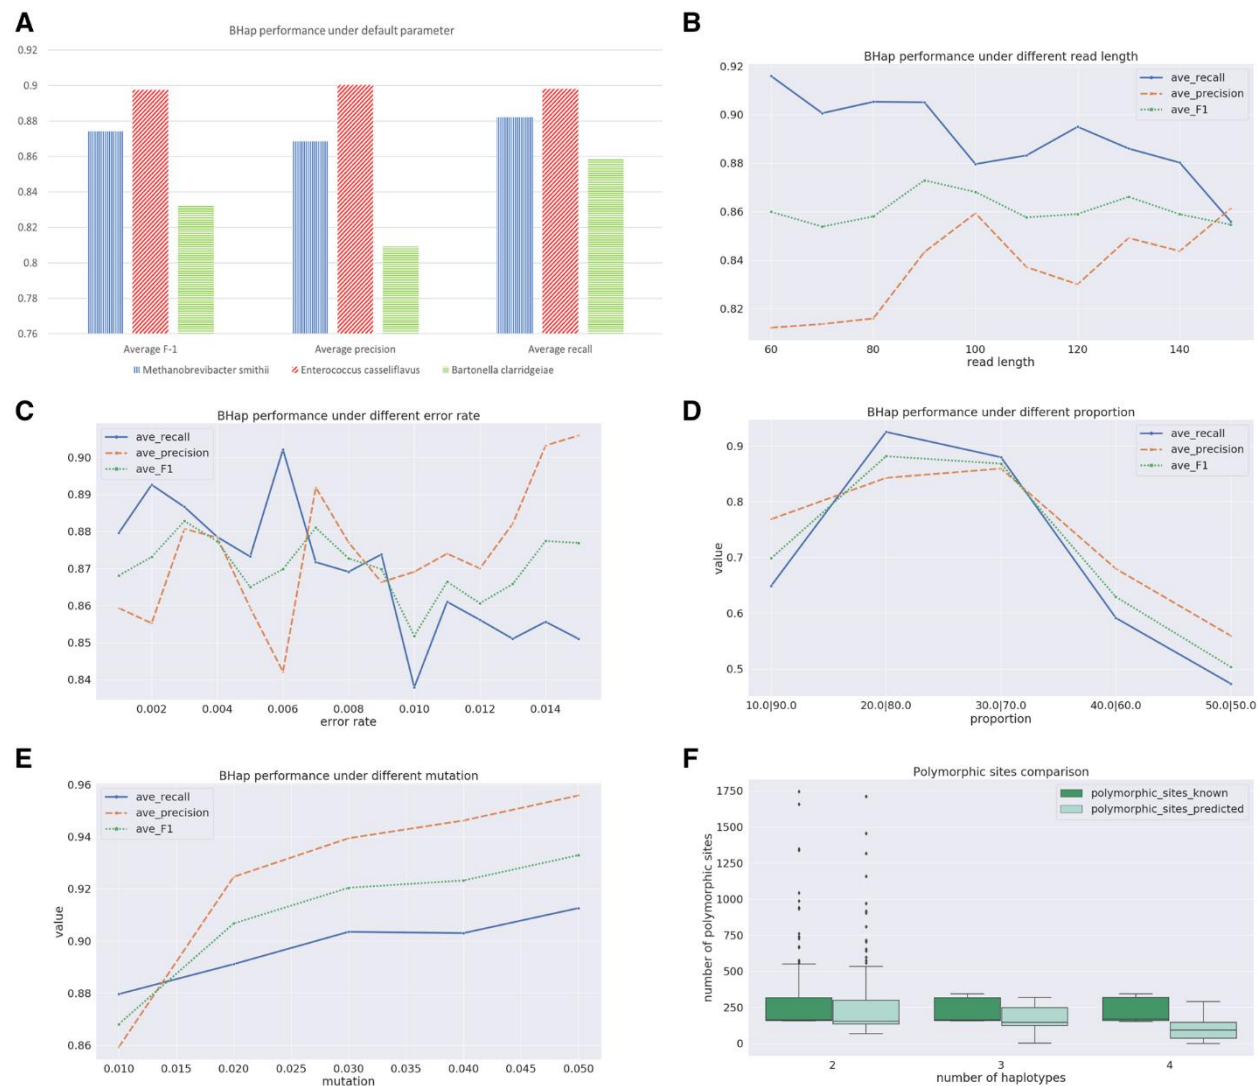 A
BHap performance under default parameter
0.92
0.9
0.88
0.86
0.84
0.82
0.8
0.78
0.76
Average F-1 Average precision Average recall
Methanobrevibacter smithii Enterococcus casseliflavus Bartonella clarridgeiae
B
BHap performance under different read length
ave_recall
ave_precision
ave_F1
0.92
0.90
0.88
0.86
0.84
0.82
60 80 100 120 140
read length
C
BHap performance under different error rate
ave_recall
ave_precision
ave_F1
0.90
0.89
0.88
0.87
0.86
0.85
0.84
0.002 0.004 0.006 0.008 0.010 0.012 0.014
error rate
D
BHap performance under different proportion
ave_recall
ave_precision
ave_F1
value
0.9
0.8
0.7
0.6
0.5
10.0|90.0 20.0|80.0 30.0|70.0 40.0|60.0 50.0|50.0
proportion
E
BHap performance under different mutation
ave_recall
ave_precision
ave_F1
value
0.96
0.94
0.92
0.90
0.88
0.86
0.010 0.015 0.020 0.025 0.030 0.035 0.040 0.045 0.050
mutation
F
Polymorphic sites comparison
polymorphic_sites_known
polymorphic_sites_predicted
number of polymorphic sites
1750
1500
1250
1000
750
500
250
0
2 3 4
number of haplotypes